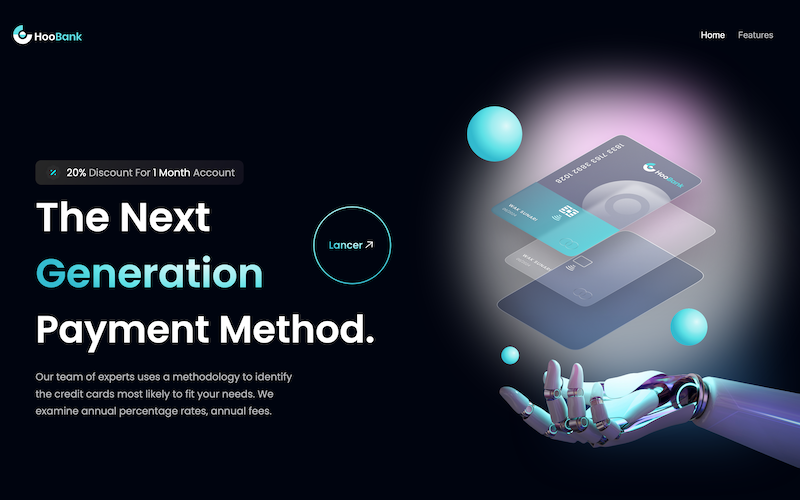 HooBank
Home
Features
20% Discount For 1 Month Account
The Next
Generation
Payment Method.
Lancer
Our team of experts uses a methodology to identify
the credit cards most likely to fit your needs. We
examine annual percentage rates, annual fees.
1633 7163 3892 1028
HooBank